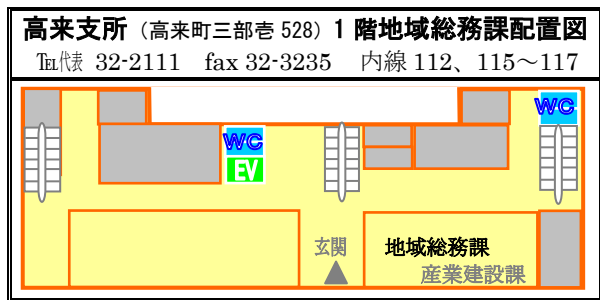 高来支所（高来町三部壱 528）1 階地域総務課配置図
℡代表 32-2111 fax 32-3235 内線 112、115～117
WC
WC
EV
玄関
地域総務課
産業建設課